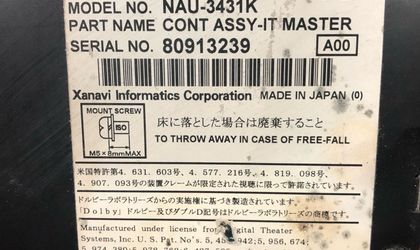 MODEL NO. NAU-3431K
PART NAME CONT ASSY-IT MASTER
SERIAL NO. 80913239 A00
Xanavi Informatics Corporation MADE IN JAPAN (0)
MOUNT SCREW
ISO
M5×8mmMAX
床に落とした場合は廃棄すること
TO THROW AWAY IN CASE OF FREE-FALL
米国特許第4. 631. 603号、4. 577. 216号、4. 819. 098号、
4. 907. 093号の装置クレームが限定された視聴に限って許諾されています。
ドルビーラボラトリーズからの実施権に基づき製造されています。
「Dolby」ドルビー及びダブルD記号はドルビーラボラトリーズの商標です。
Manufactured under license from Digital Theater
Systems, Inc. U.S. Pat. No's. 5, 942; 5, 956, 674;